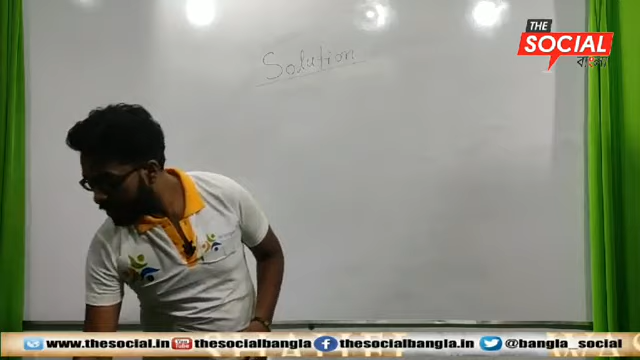 THE
SOCIAL
বাংলা
Solution
www.thesocial.in thesocialbangla thesocialbangla.in @bangla_social